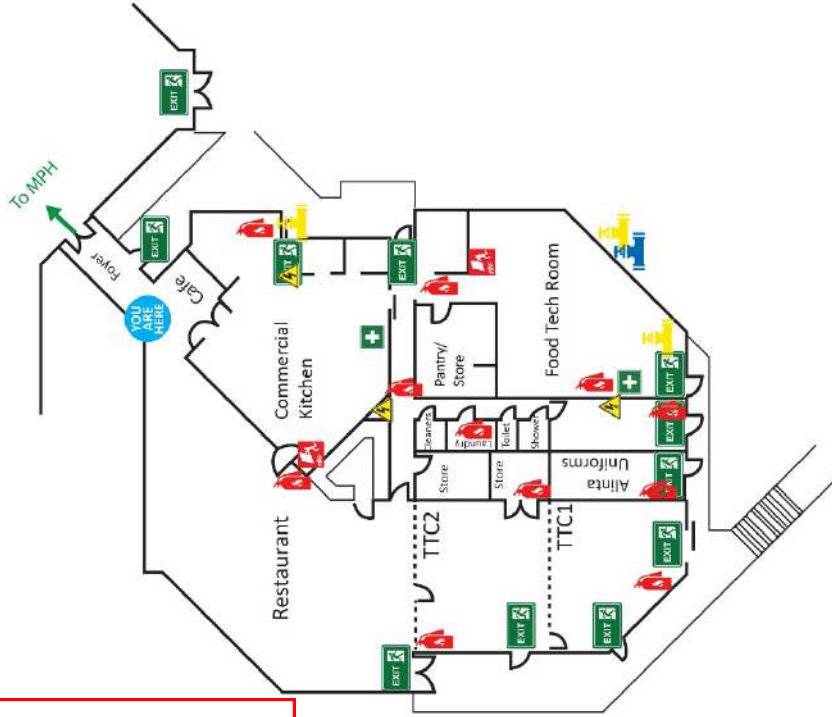 To MPH
EXIT
Foyer
EXIT
YOU
ARE
HERE
Cafe
EXIT
EXIT
Commercial
Kitchen
Pantry/
Store
Food Tech Room
Restaurant
Cleaners
Laundry
Toilet
Shower
Store
Store
Alinta
Uniforms
TTC2
TTC1
EXIT
EXIT
EXIT
EXIT
EXIT
EXIT
EXIT